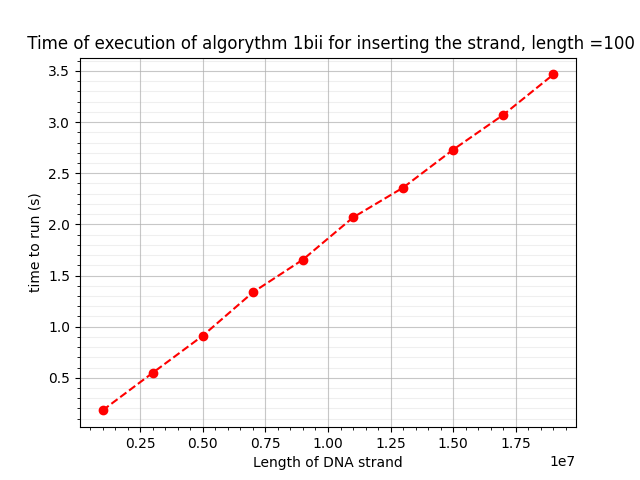 Time of execution of algorythm 1bii for inserting the strand, length =100
3.5
3.0
2.5
2.0
1.5
1.0
0.5
time to run (s)
0.25 0.50 0.75 1.00 1.25 1.50 1.75
1e7
Length of DNA strand